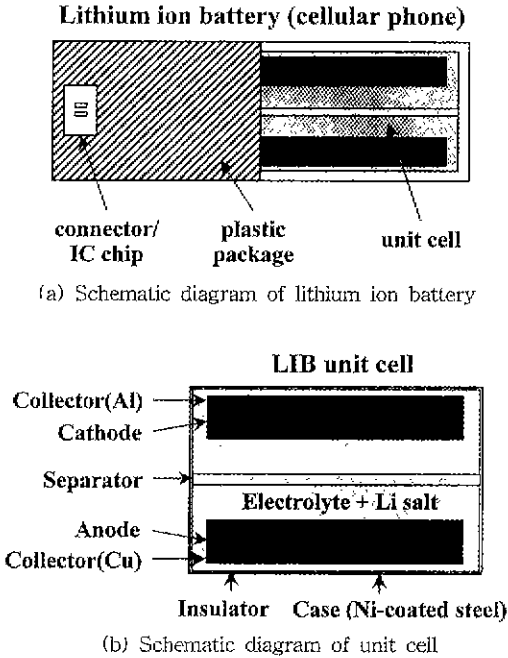 Lithium ion battery (cellular phone)
connector/
IC chip
plastic
package
unit cell
(a) Schematic diagram of lithium ion battery
LIB unit cell
Collector(Al)
Cathode
Separator
Electrolyte + Li salt
Anode
Collector(Cu)
Insulator
Case (Ni-coated steel)
(b) Schematic diagram of unit cell